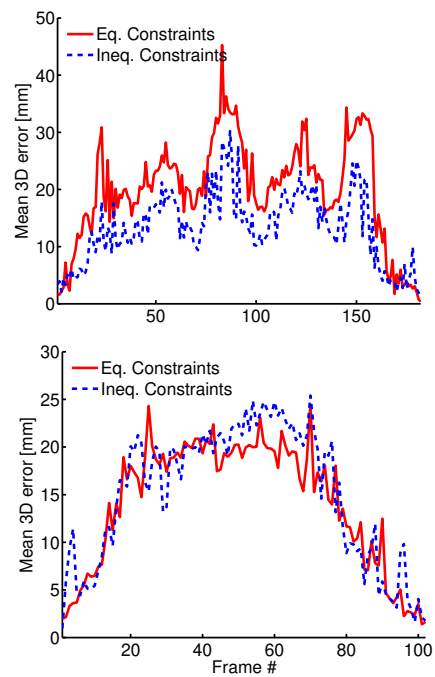 50
40
30
20
10
0
Mean 3D error [mm]
Eq. Constraints
Ineq. Constraints
50 100 150
30
25
20
15
10
5
0
Mean 3D error [mm]
Eq. Constraints
Ineq. Constraints
20 40 60 80 100
Frame #